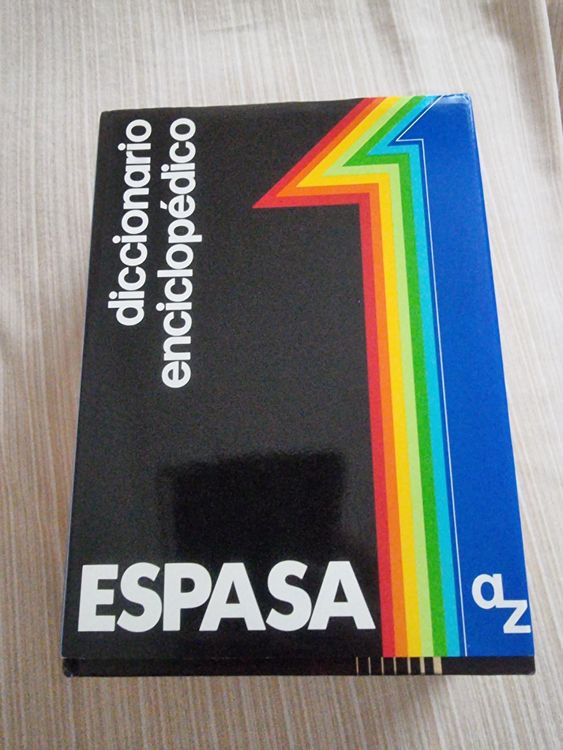 diccionario
enciclopédico
1
ESPASA
az